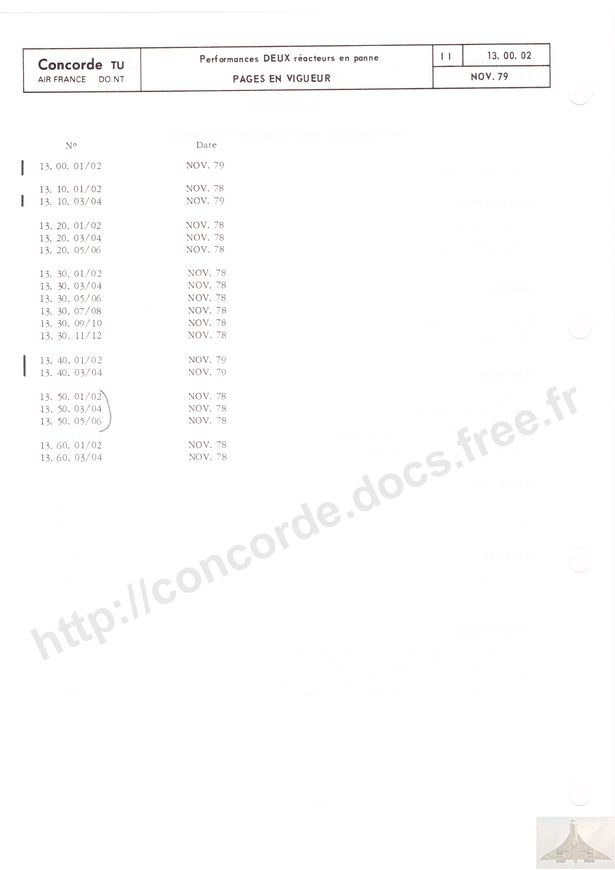 Concorde TU
AIR FRANCE DO.NT
Performances DEUX réacteurs en panne
PAGES EN VIGUEUR
II 13. 00. 02
NOV. 79
Nº Date
13. 00. 01/02 NOV. 79
13. 10. 01/02 NOV. 78
13. 10. 03/04 NOV. 79
13. 20. 01/02 NOV. 78
13. 20. 03/04 NOV. 78
13. 20. 05/06 NOV. 78
13. 30. 01/02 NOV. 78
13. 30. 03/04 NOV. 78
13. 30. 05/06 NOV. 78
13. 30. 07/08 NOV. 78
13. 30. 09/10 NOV. 78
13. 30. 11/12 NOV. 78
13. 40. 01/02 NOV. 79
13. 40. 03/04 NOV. 79
13. 50. 01/02 NOV. 78
13. 50. 03/04 NOV. 78
13. 50. 05/06 NOV. 78
13. 60. 01/02 NOV. 78
13. 60. 03/04 NOV. 78
http://concorde.docs.free.fr